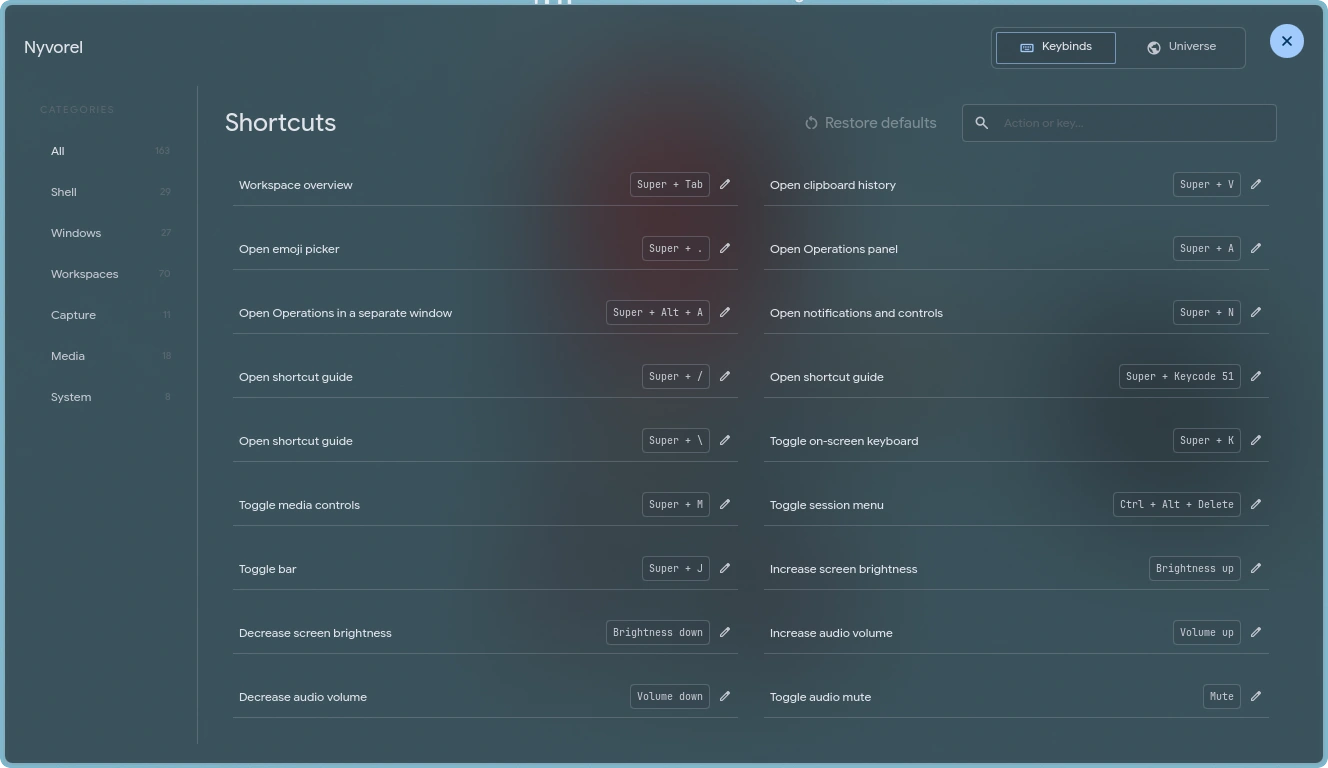 Nyvorel
Keybinds
Universe
CATEGORIES
All 163
Shell 29
Windows 27
Workspaces 70
Capture 11
Media 18
System 8
Shortcuts
Restore defaults
Action or key...
Workspace overview Super + Tab
Open clipboard history Super + V
Open emoji picker Super + .
Open Operations panel Super + A
Open Operations in a separate window Super + Alt + A
Open notifications and controls Super + N
Open shortcut guide Super + /
Open shortcut guide Super + Keycode 51
Open shortcut guide Super + \
Toggle on-screen keyboard Super + K
Toggle media controls Super + M
Toggle session menu Ctrl + Alt + Delete
Toggle bar Super + J
Increase screen brightness Brightness up
Decrease screen brightness Brightness down
Increase audio volume Volume up
Decrease audio volume Volume down
Toggle audio mute Mute